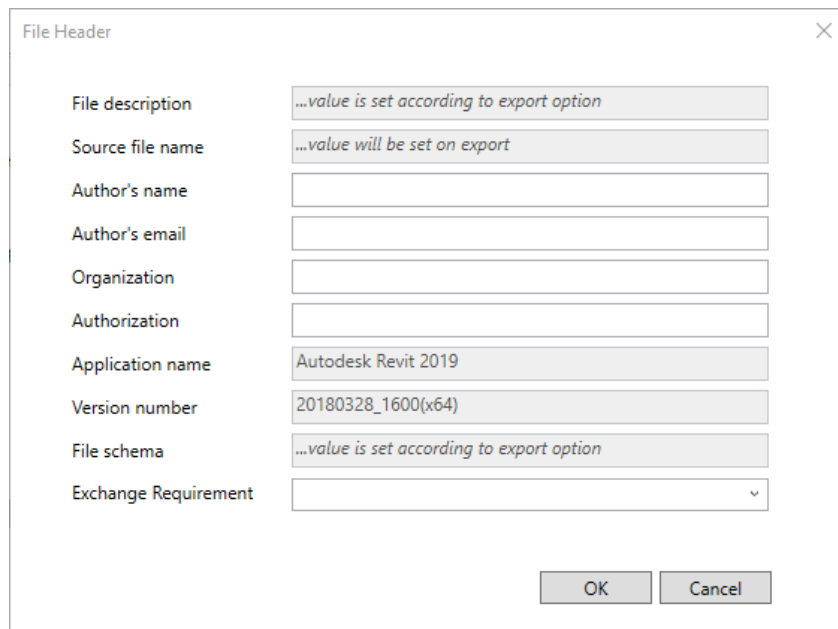 File Header
File description ...value is set according to export option
Source file name ...value will be set on export
Author's name
Author's email
Organization
Authorization
Application name Autodesk Revit 2019
Version number 20180328_1600(x64)
File schema ...value is set according to export option
Exchange Requirement
OK Cancel